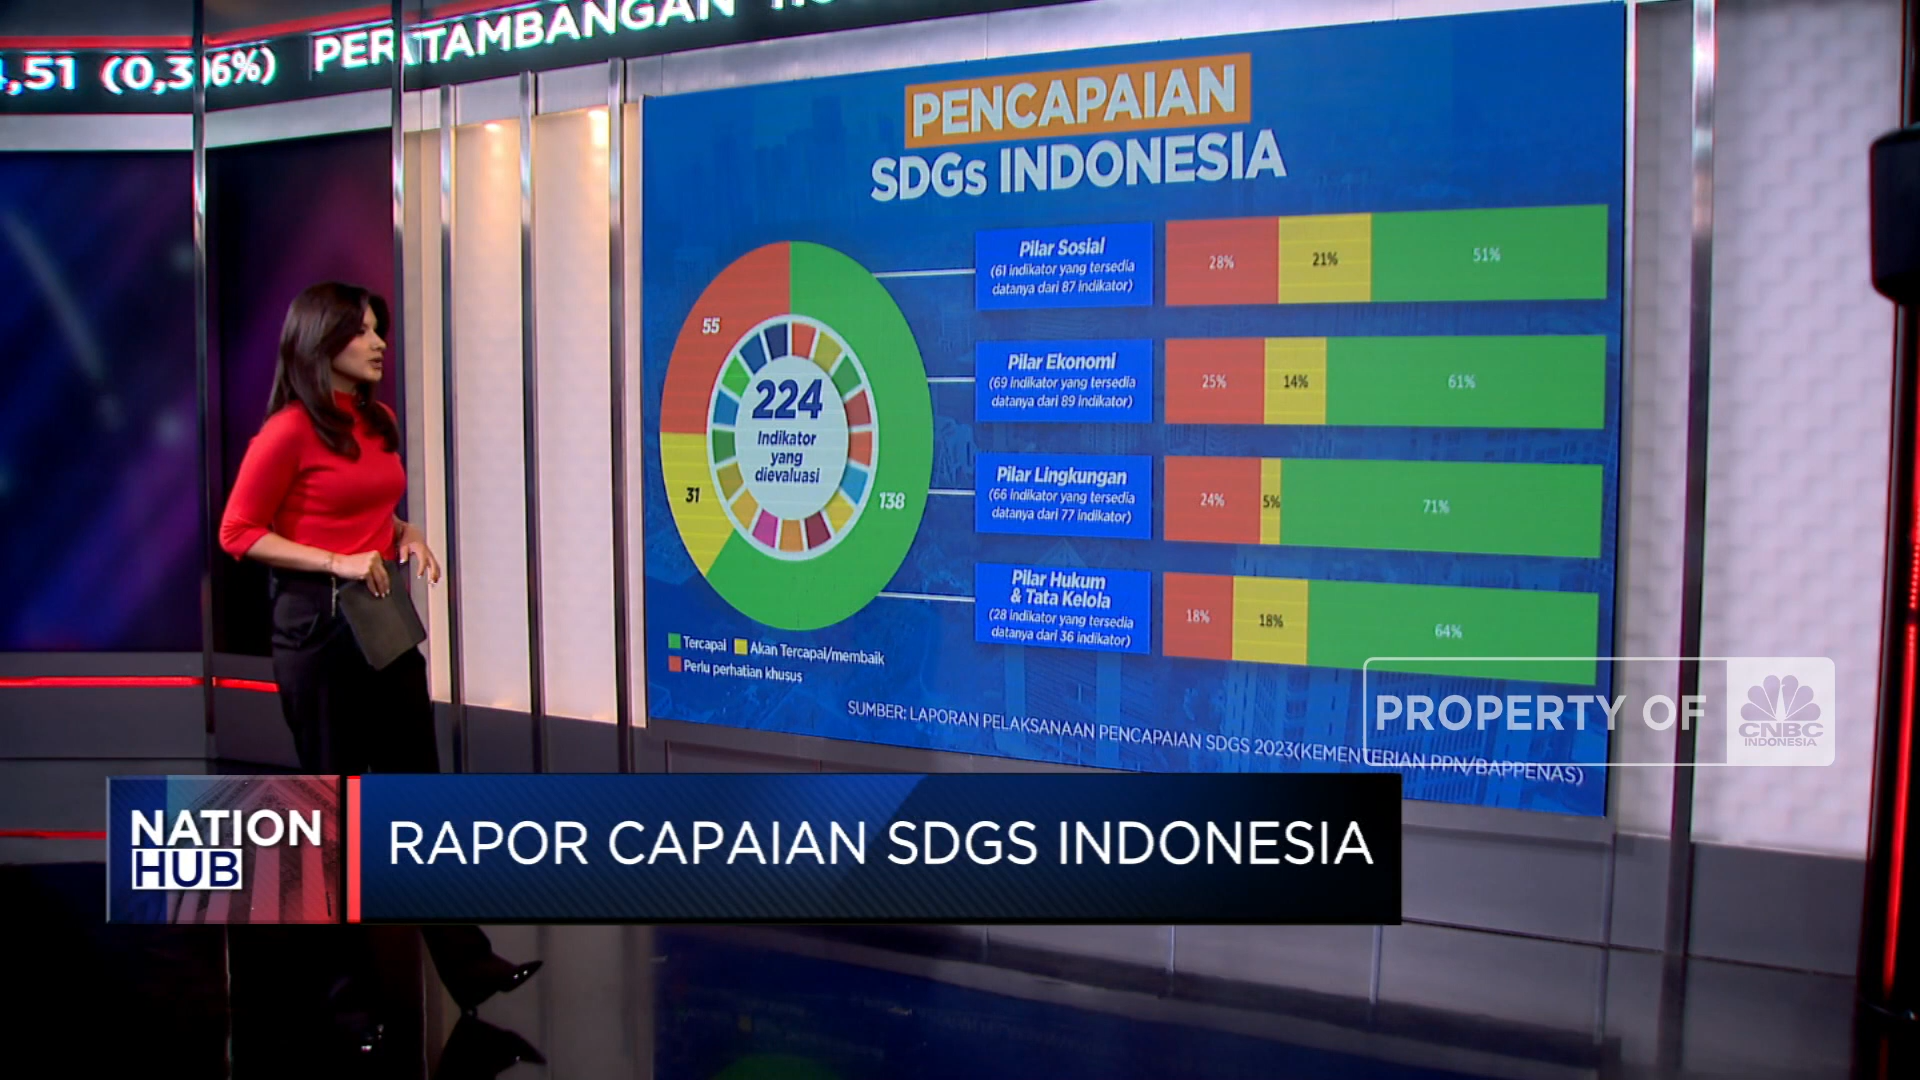 ,51 (0,36%) PERTAMBANGAN
PENCAPAIAN
SDGs INDONESIA
55
31
138
224
Indikator
yang
dievaluasi
Tercapai
Akan Tercapai/membaik
Perlu perhatian khusus
Pilar Sosial
(61 indikator yang tersedia
datanya dari 87 indikator)
28% 21% 51%
Pilar Ekonomi
(69 indikator yang tersedia
datanya dari 89 indikator)
25% 14% 61%
Pilar Lingkungan
(66 indikator yang tersedia
datanya dari 77 indikator)
24% 5% 71%
Pilar Hukum
& Tata Kelola
(28 indikator yang tersedia
datanya dari 36 indikator)
18% 18% 64%
SUMBER: LAPORAN PELAKSANAAN PENCAPAIAN SDGS 2023(KEMENTERIAN PPN/BAPPENAS)
PROPERTY OF
CNBC
INDONESIA
NATION
HUB
RAPOR CAPAIAN SDGS INDONESIA